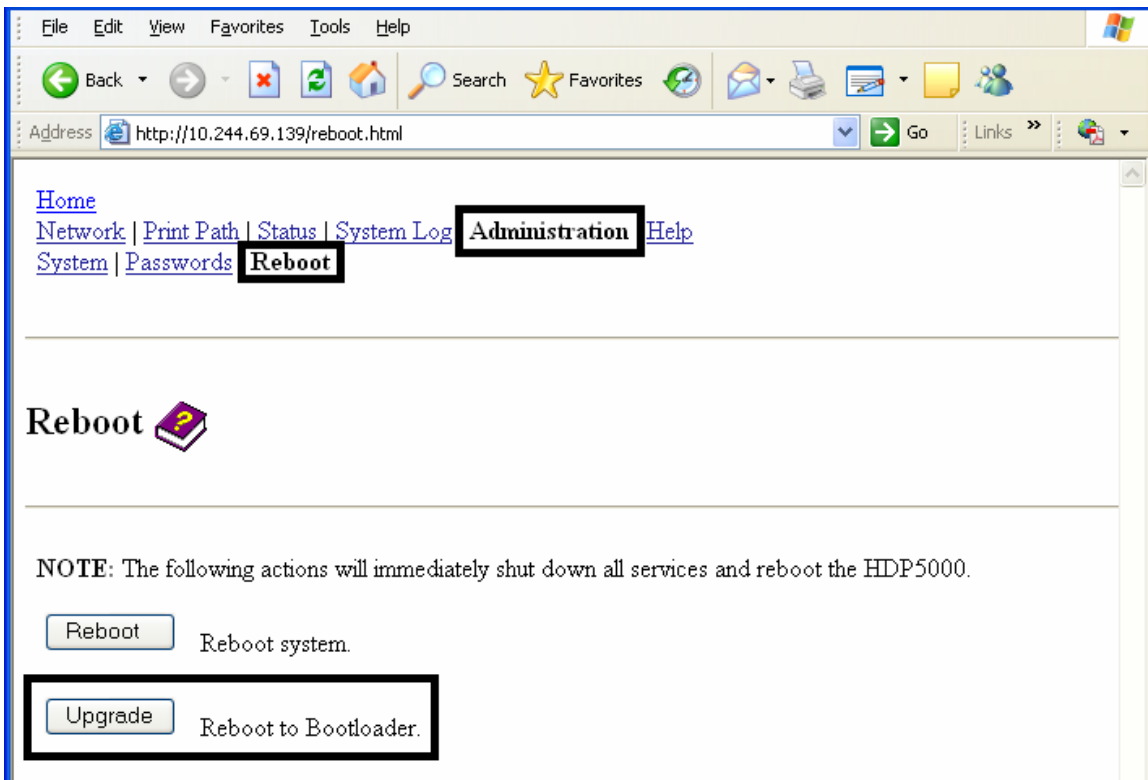 File Edit View Favorites Tools Help
Back Search Favorites
Address http://10.244.69.139/reboot.html Go Links »
Home
Network | Print Path | Status | System Log Administration Help
System | Passwords Reboot
Reboot ?
NOTE: The following actions will immediately shut down all services and reboot the HDP5000.
Reboot Reboot system.
Upgrade Reboot to Bootloader.